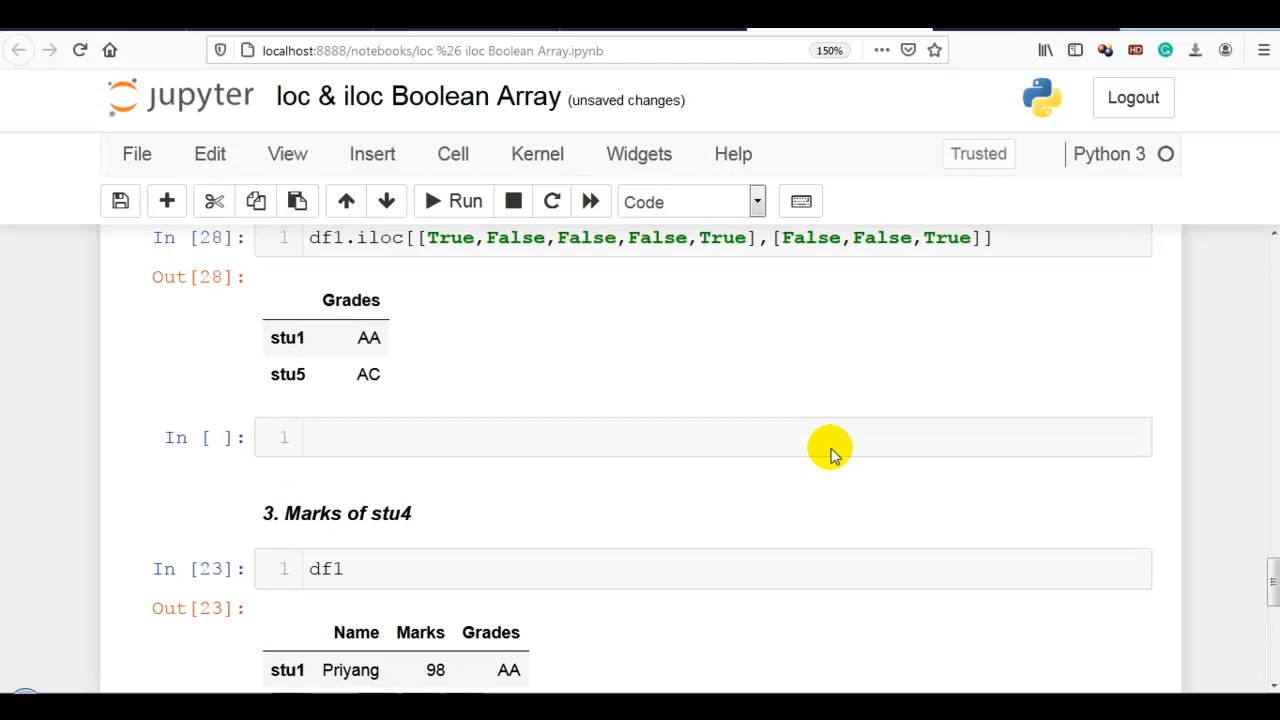 localhost:8888/notebooks/loc %26 iloc Boolean Array.ipynb
150%
HD
jupyter loc & iloc Boolean Array (unsaved changes)
Logout
File Edit View Insert Cell Kernel Widgets Help
Trusted
Python 3
Run
Code
In [28]: 1 df1.iloc[[True,False,False,False,True],[False,False,True]]
Out[28]:
Grades
stu1 AA
stu5 AC
In [ ]: 1
3. Marks of stu4
In [23]: 1 df1
Out[23]:
Name Marks Grades
stu1 Priyang 98 AA